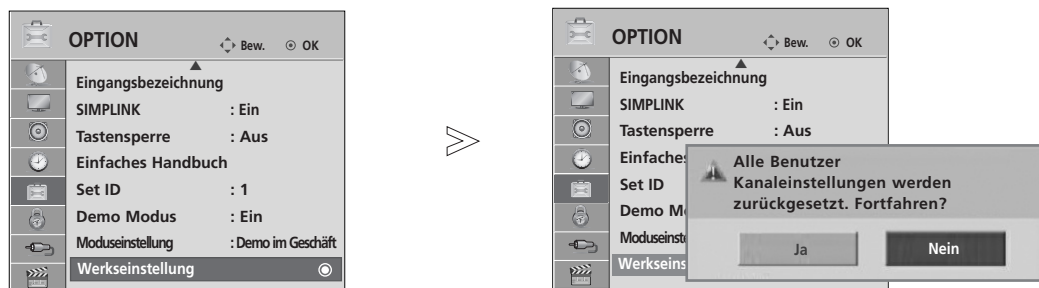 OPTION
Bew.
OK
Eingangsbezeichnung
SIMPLINK : Ein
Tastensperre : Aus
Einfaches Handbuch
Set ID : 1
Demo Modus : Ein
Moduseinstellung : Demo im Geschäft
Werkseinstellung
OPTION
Bew.
OK
Eingangsbezeichnung
SIMPLINK : Ein
Tastensperre : Aus
Einfaches
Set ID
Demo M
Moduseinst
Werkseins
Alle Benutzer
Kanaleinstellungen werden
zurückgesetzt. Fortfahren?
Ja
Nein